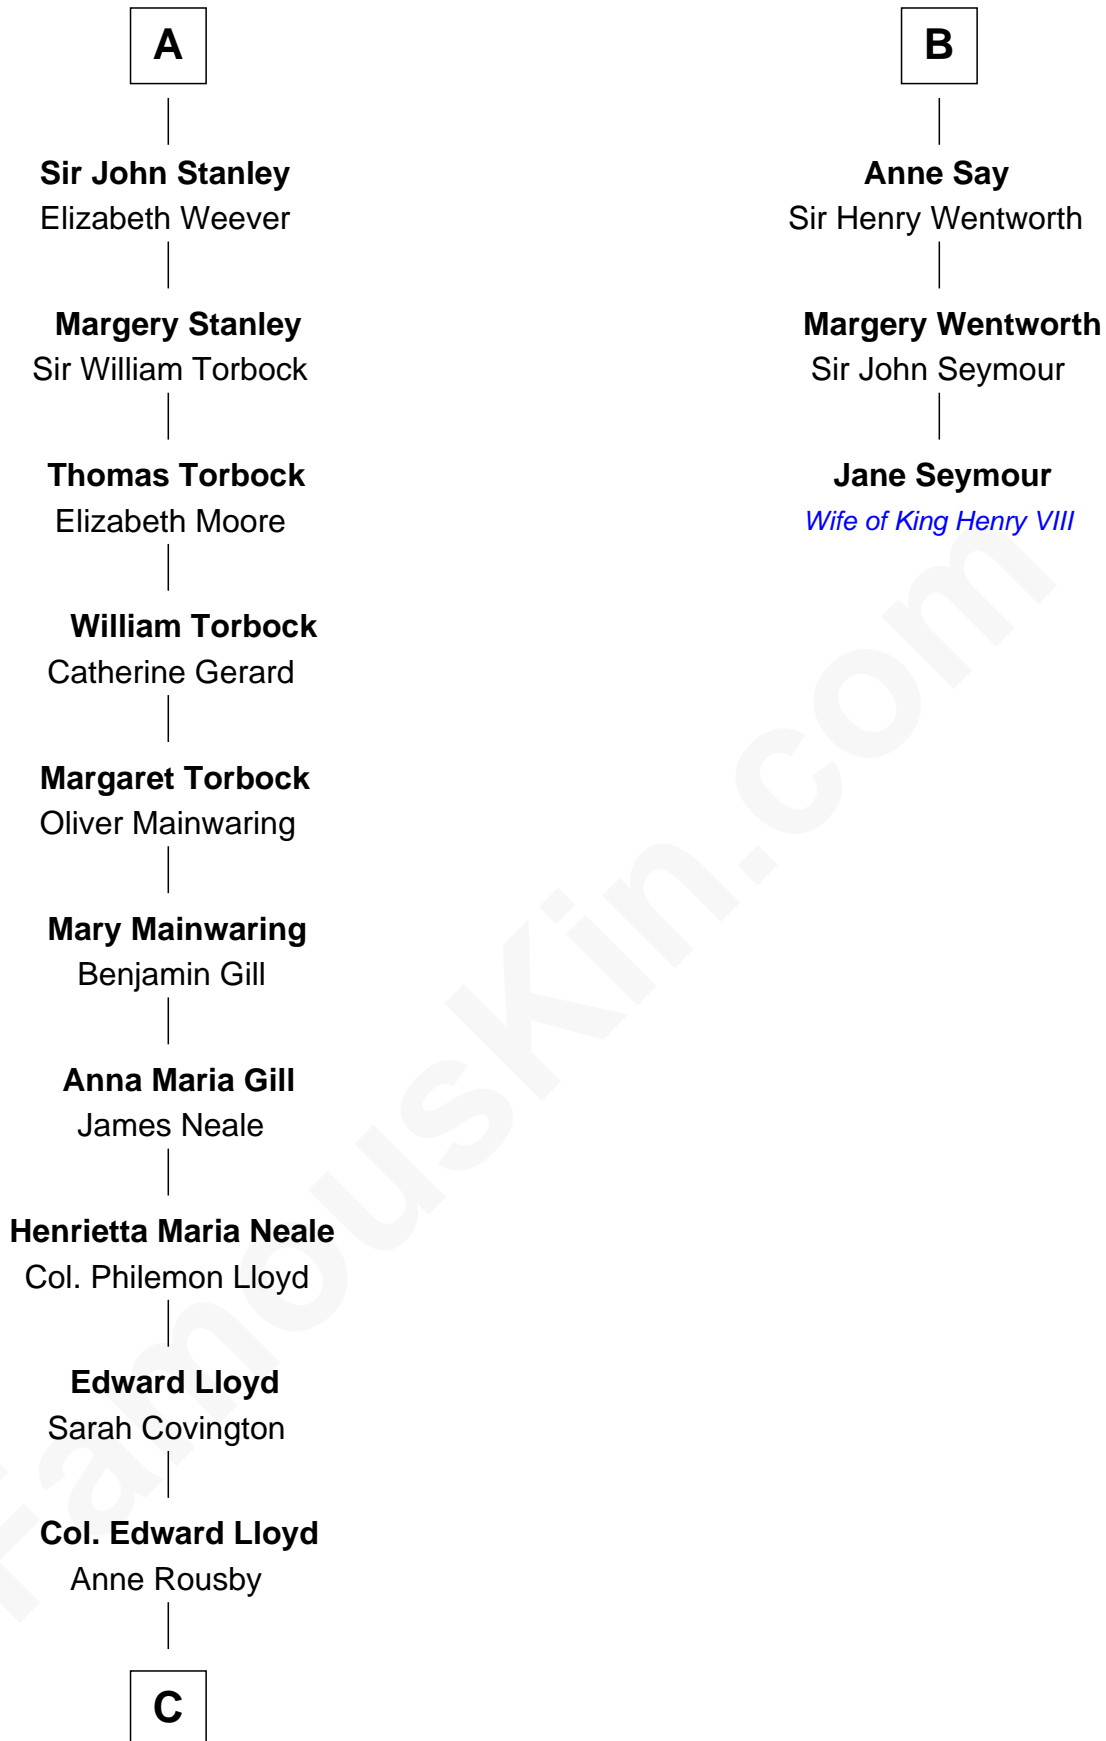 A
Sir John Stanley
Elizabeth Weever
Margery Stanley
Sir William Torbock
Thomas Torbock
Elizabeth Moore
William Torbock
Catherine Gerard
Margaret Torbock
Oliver Mainwaring
Mary Mainwaring
Benjamin Gill
Anna Maria Gill
James Neale
Henrietta Maria Neale
Col. Philemon Lloyd
Edward Lloyd
Sarah Covington
Col. Edward Lloyd
Anne Rousby
C
B
Anne Say
Sir Henry Wentworth
Margery Wentworth
Sir John Seymour
Jane Seymour
Wife of King Henry VIII
FamousKin.com